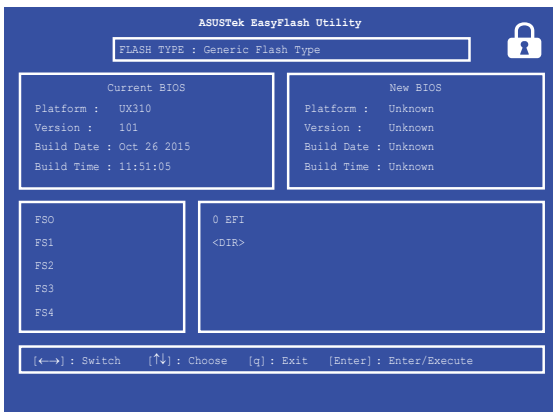 ASUSTek EasyFlash Utility
FLASH TYPE : Generic Flash Type
Current BIOS
Platform : UX310
Version : 101
Build Date : Oct 26 2015
Build Time : 11:51:05
New BIOS
Platform : Unknown
Version : Unknown
Build Date : Unknown
Build Time : Unknown
FS0
FS1
FS2
FS3
FS4
0 EFI
<DIR>
[←→] : Switch [↑↓] : Choose [q] : Exit [Enter] : Enter/Execute